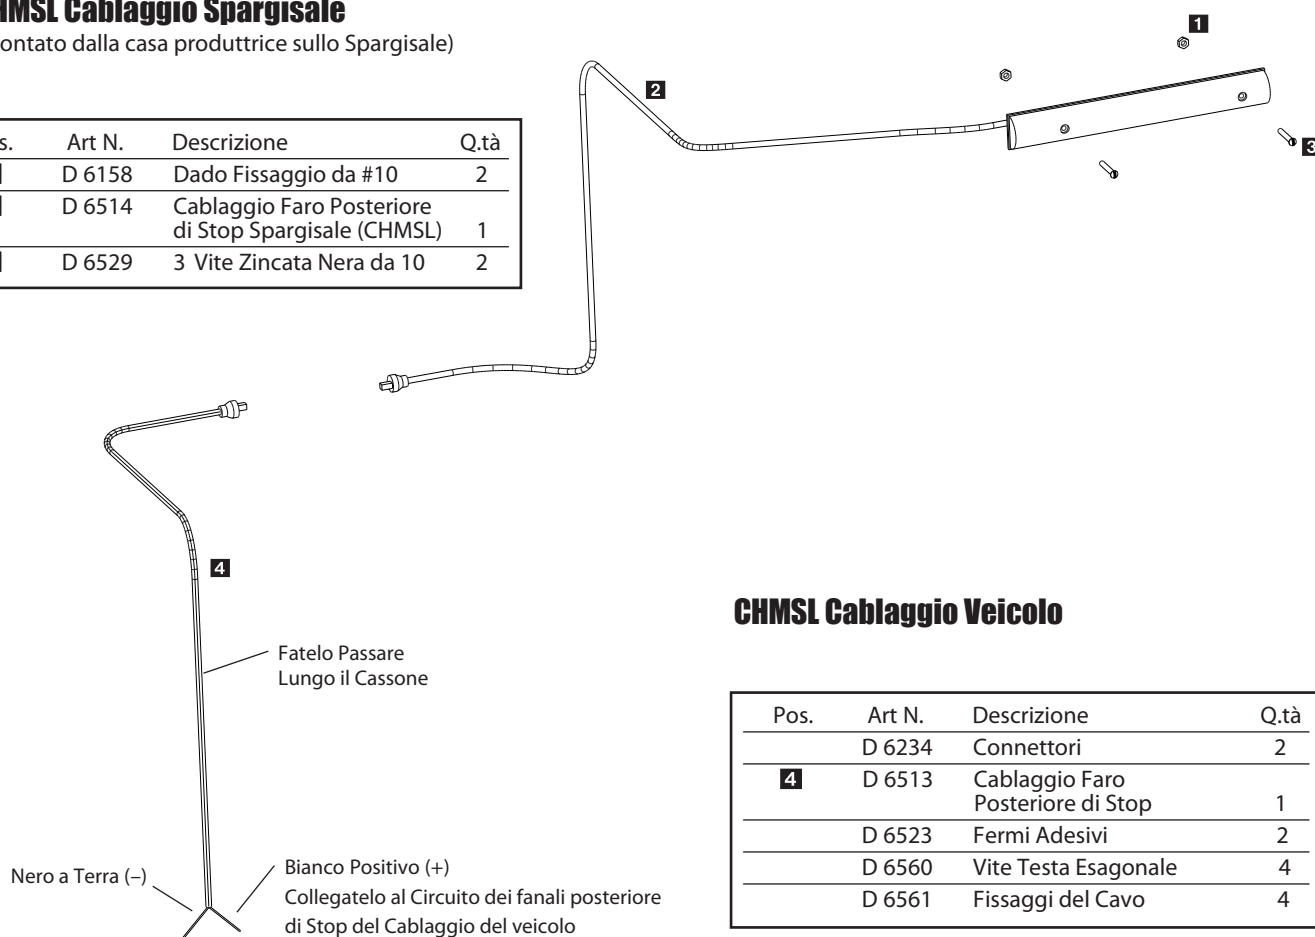 HMSL Cablaggio Spargisale
ontato dalla casa produttrice sullo Spargisale)
s. Art N. Descrizione Q.tà
D 6158 Dado Fissaggio da #10 2
D 6514 Cablaggio Faro Posteriore
di Stop Spargisale (CHMSL) 1
D 6529 3 Vite Zincata Nera da 10 2
1
2
3
4
Fatelo Passare
Lungo il Cassone
Nero a Terra (–)
Bianco Positivo (+)
Collegatelo al Circuito dei fanali posteriore
di Stop del Cablaggio del veicolo
CHMSL Cablaggio Veicolo
Pos. Art N. Descrizione Q.tà
D 6234 Connettori 2
4 D 6513 Cablaggio Faro
Posteriore di Stop 1
D 6523 Fermi Adesivi 2
D 6560 Vite Testa Esagonale 4
D 6561 Fissaggi del Cavo 4